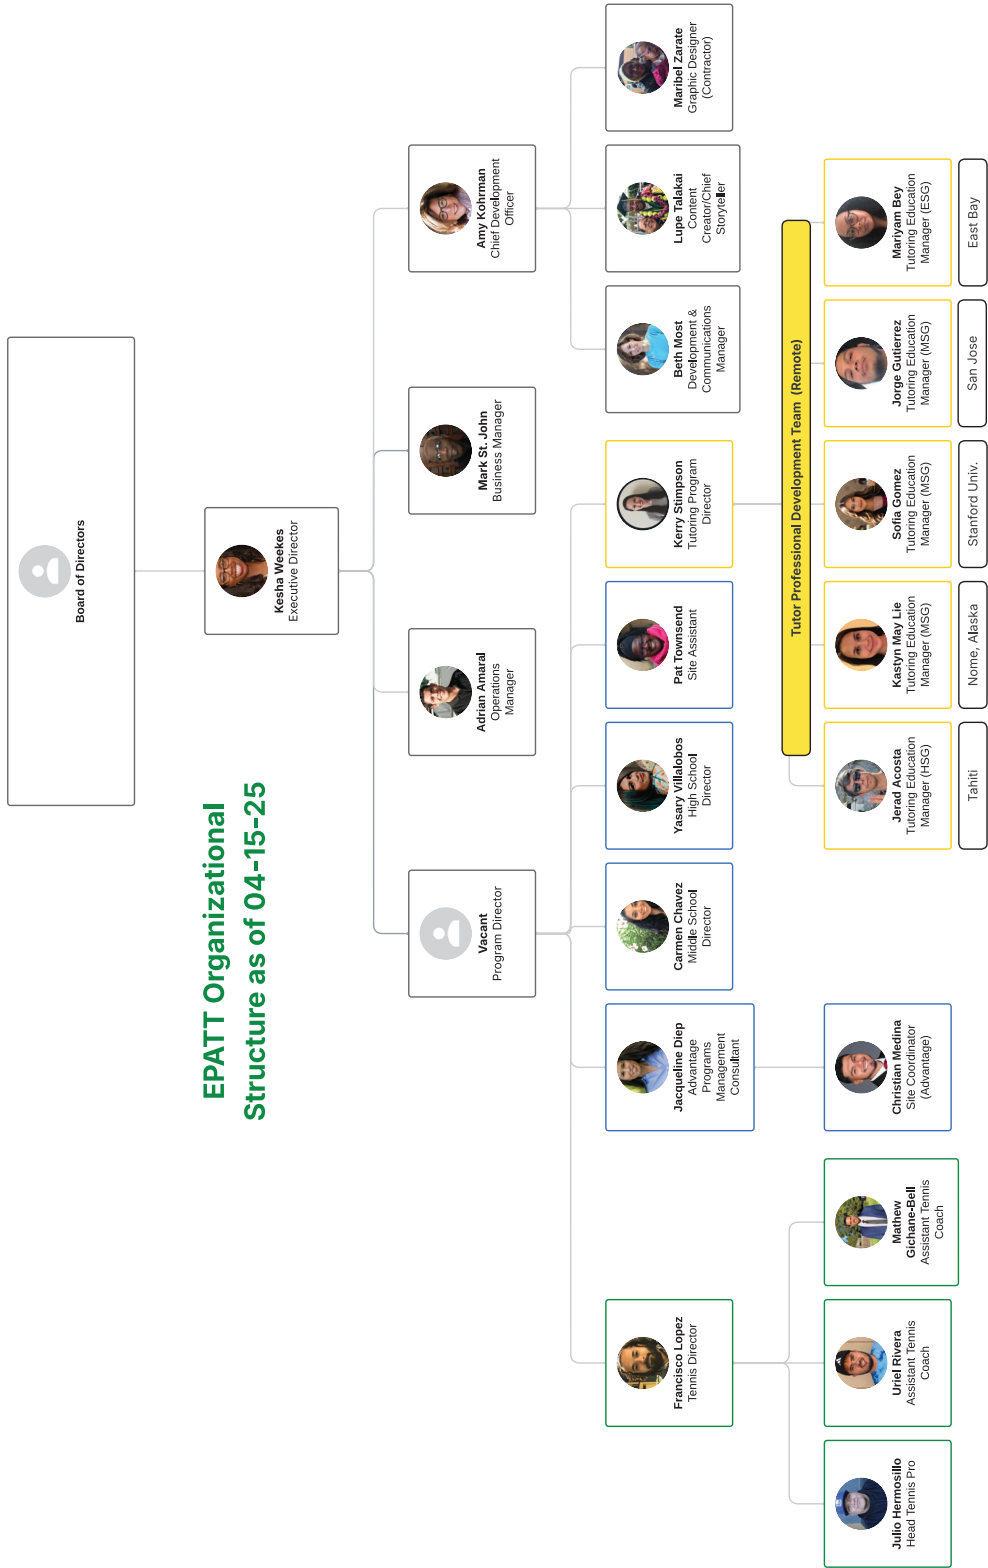 Board of Directors
EPATT Organizational
Structure as of 04-15-25
Kesha Weekes
Executive Director
Vacant
Program Director
Adrian Amaral
Operations
Manager
Mark St. John
Business Manager
Amy Kohrman
Chief Development
Officer
Francisco Lopez
Tennis Director
Jacqueline Diep
Advantage
Programs
Management
Consultant
Carmen Chavez
Middle School
Director
Yasary Villalobos
High School
Director
Pat Townsend
Site Assistant
Kerry Stimpson
Tutoring Program
Director
Beth Most
Development &
Communications
Manager
Lupe Talakai
Content
Creator/Chief
Storyteller
Maribel Zarate
Graphic Designer
(Contractor)
Tutor Professional Development Team (Remote)
Julio Hermosillo
Head Tennis Pro
Uriel Rivera
Assistant Tennis
Coach
Mathew
Gichane-Bell
Assistant Tennis
Coach
Christian Medina
Site Coordinator
(Advantage)
Jerad Acosta
Tutoring Education
Manager (HSG)
Kastyn May Lie
Tutoring Education
Manager (MSG)
Sofia Gomez
Tutoring Education
Manager (MSG)
Jorge Gutierrez
Tutoring Education
Manager (MSG)
Mariyam Bey
Tutoring Education
Manager (ESG)
Tahiti
Nome, Alaska
Stanford Univ.
San Jose
East Bay